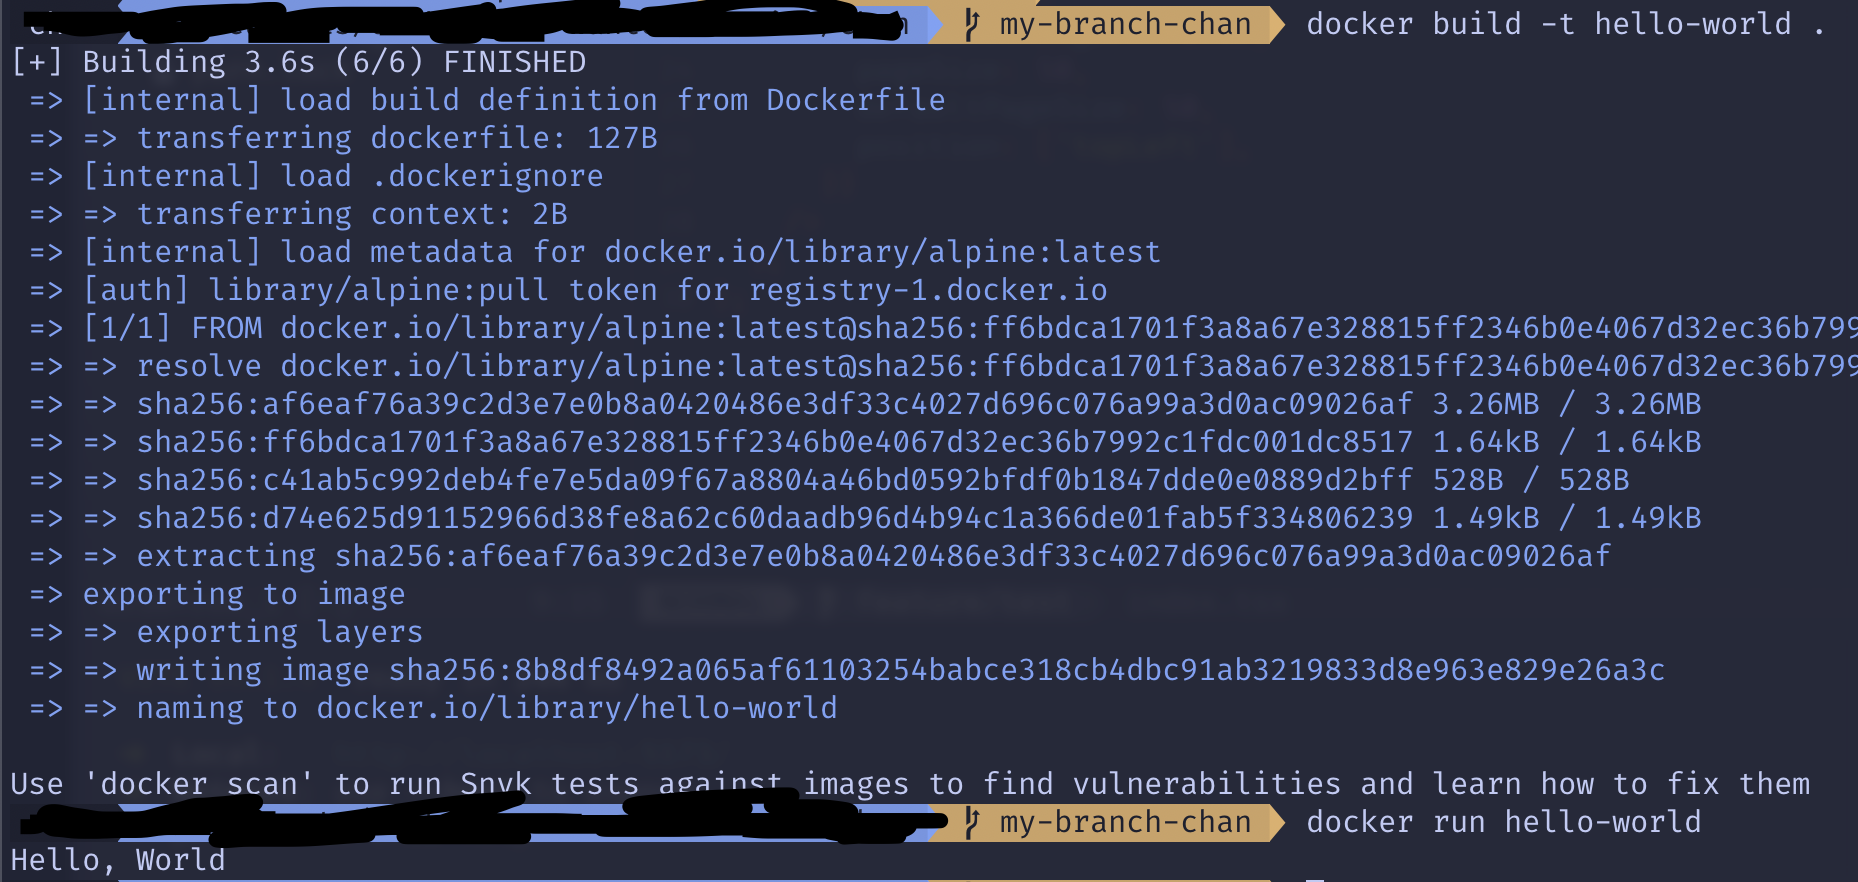 my-branch-chan docker build -t hello-world .
[+] Building 3.6s (6/6) FINISHED
=> [internal] load build definition from Dockerfile
=> => transferring dockerfile: 127B
=> [internal] load .dockerignore
=> => transferring context: 2B
=> [internal] load metadata for docker.io/library/alpine:latest
=> [auth] library/alpine:pull token for registry-1.docker.io
=> [1/1] FROM docker.io/library/alpine:latest@sha256:ff6bdca1701f3a8a67e328815ff2346b0e4067d32ec36b799
=> => resolve docker.io/library/alpine:latest@sha256:ff6bdca1701f3a8a67e328815ff2346b0e4067d32ec36b799
=> => sha256:af6eaf76a39c2d3e7e0b8a0420486e3df33c4027d696c076a99a3d0ac09026af 3.26MB / 3.26MB
=> => sha256:ff6bdca1701f3a8a67e328815ff2346b0e4067d32ec36b7992c1fdc001dc8517 1.64kB / 1.64kB
=> => sha256:c41ab5c992deb4fe7e5da09f67a8804a46bd0592bfdf0b1847dde0e0889d2bff 528B / 528B
=> => sha256:d74e625d91152966d38fe8a62c60daadb96d4b94c1a366de01fab5f334806239 1.49kB / 1.49kB
=> => extracting sha256:af6eaf76a39c2d3e7e0b8a0420486e3df33c4027d696c076a99a3d0ac09026af
=> exporting to image
=> => exporting layers
=> => writing image sha256:8b8df8492a065af61103254babce318cb4dbc91ab3219833d8e963e829e26a3c
=> => naming to docker.io/library/hello-world
Use 'docker scan' to run Snyk tests against images to find vulnerabilities and learn how to fix them
my-branch-chan docker run hello-world
Hello, World